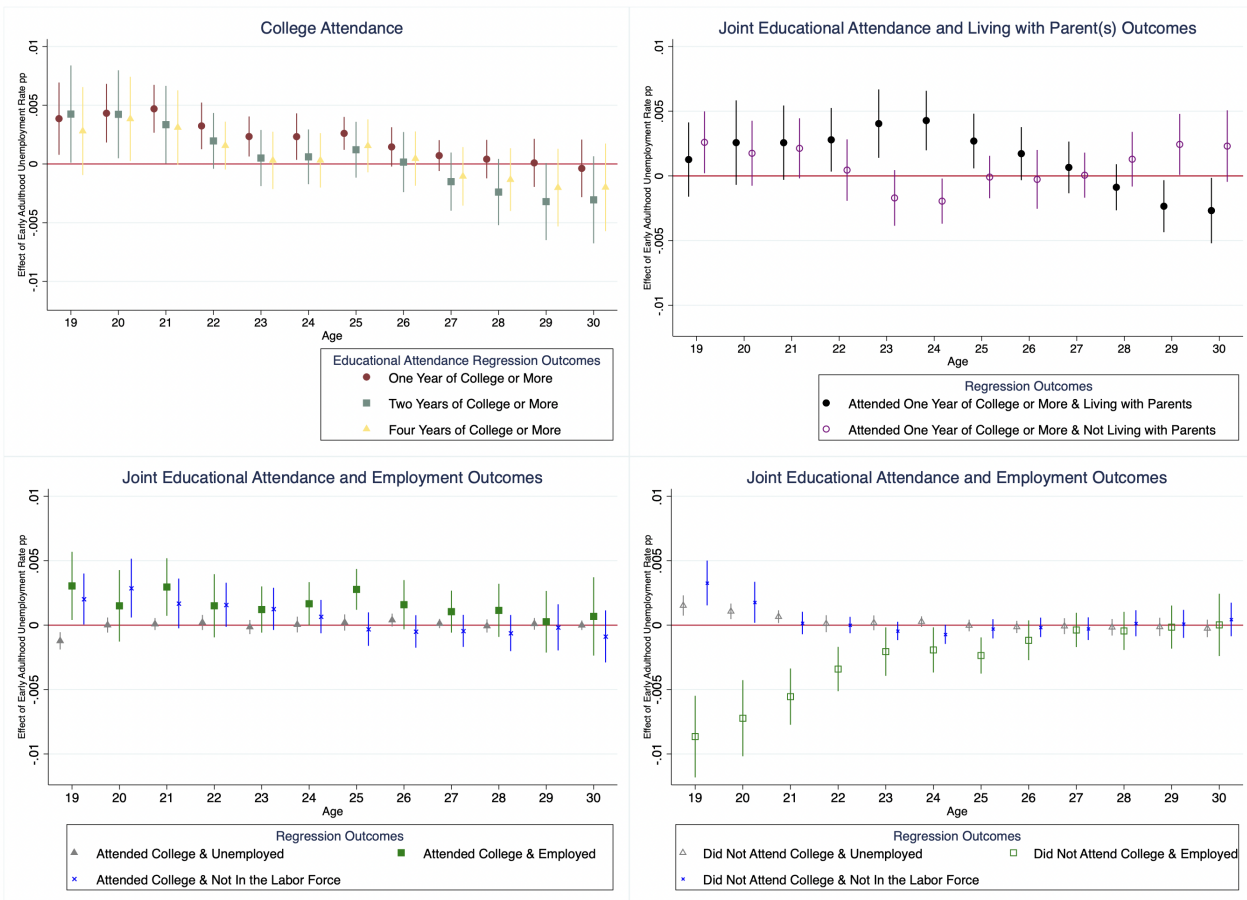 College Attendance
Effect of Early Adulthood Unemployment Rate pp
.01
.005
0
-.005
-.01
19 20 21 22 23 24 25 26 27 28 29 30
Age
Educational Attendance Regression Outcomes
One Year of College or More
Two Years of College or More
Four Years of College or More
Joint Educational Attendance and Living with Parent(s) Outcomes
Effect of Early Adulthood Unemployment Rate pp
.01
.005
0
-.005
-.01
19 20 21 22 23 24 25 26 27 28 29 30
Age
Regression Outcomes
Attended One Year of College or More & Living with Parents
Attended One Year of College or More & Not Living with Parents
Joint Educational Attendance and Employment Outcomes
Effect of Early Adulthood Unemployment Rate pp
.01
.005
0
-.005
-.01
19 20 21 22 23 24 25 26 27 28 29 30
Age
Regression Outcomes
Attended College & Unemployed Attended College & Employed
Attended College & Not In the Labor Force
Joint Educational Attendance and Employment Outcomes
Effect of Early Adulthood Unemployment Rate pp
.01
.005
0
-.005
-.01
19 20 21 22 23 24 25 26 27 28 29 30
Age
Regression Outcomes
Did Not Attend College & Unemployed Did Not Attend College & Employed
Did Not Attend College & Not In the Labor Force